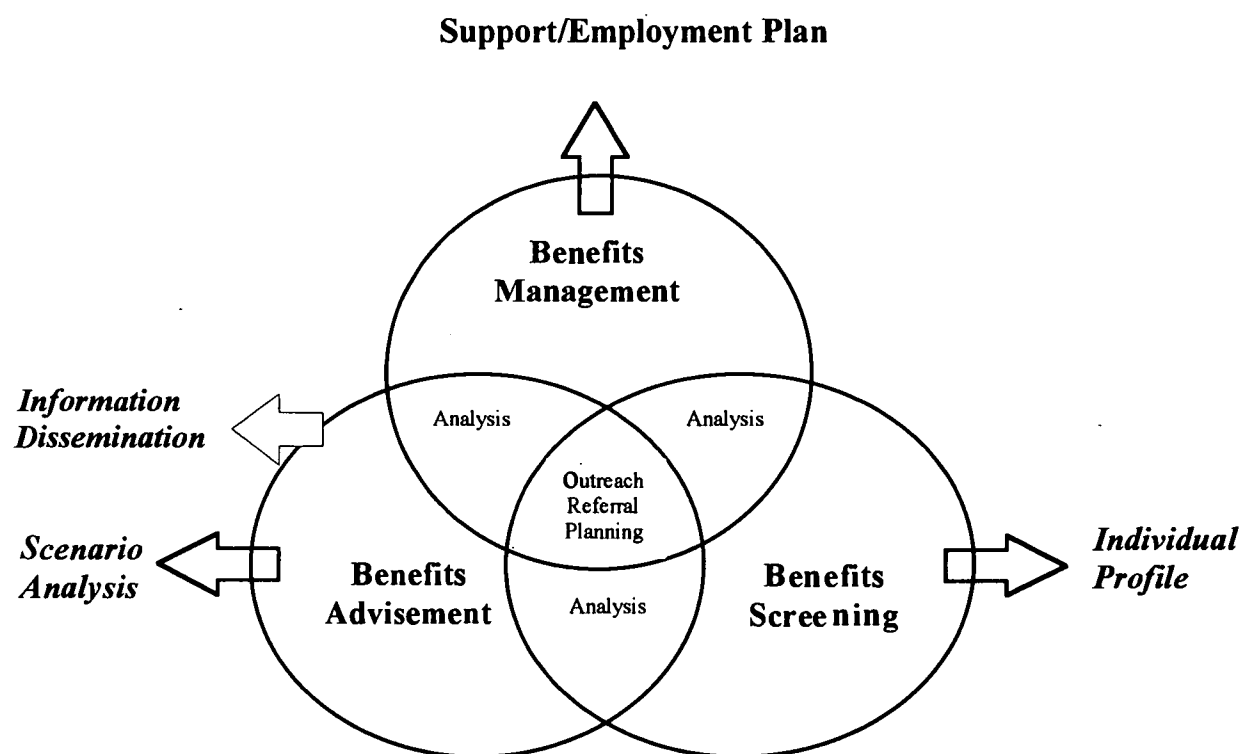 Support/Employment Plan
Benefits
Management
Information
Dissemination
Analysis
Analysis
Outreach
Referral
Planning
Scenario
Analysis
Benefits
Advisement
Analysis
Benefits
Screening
Individual
Profile